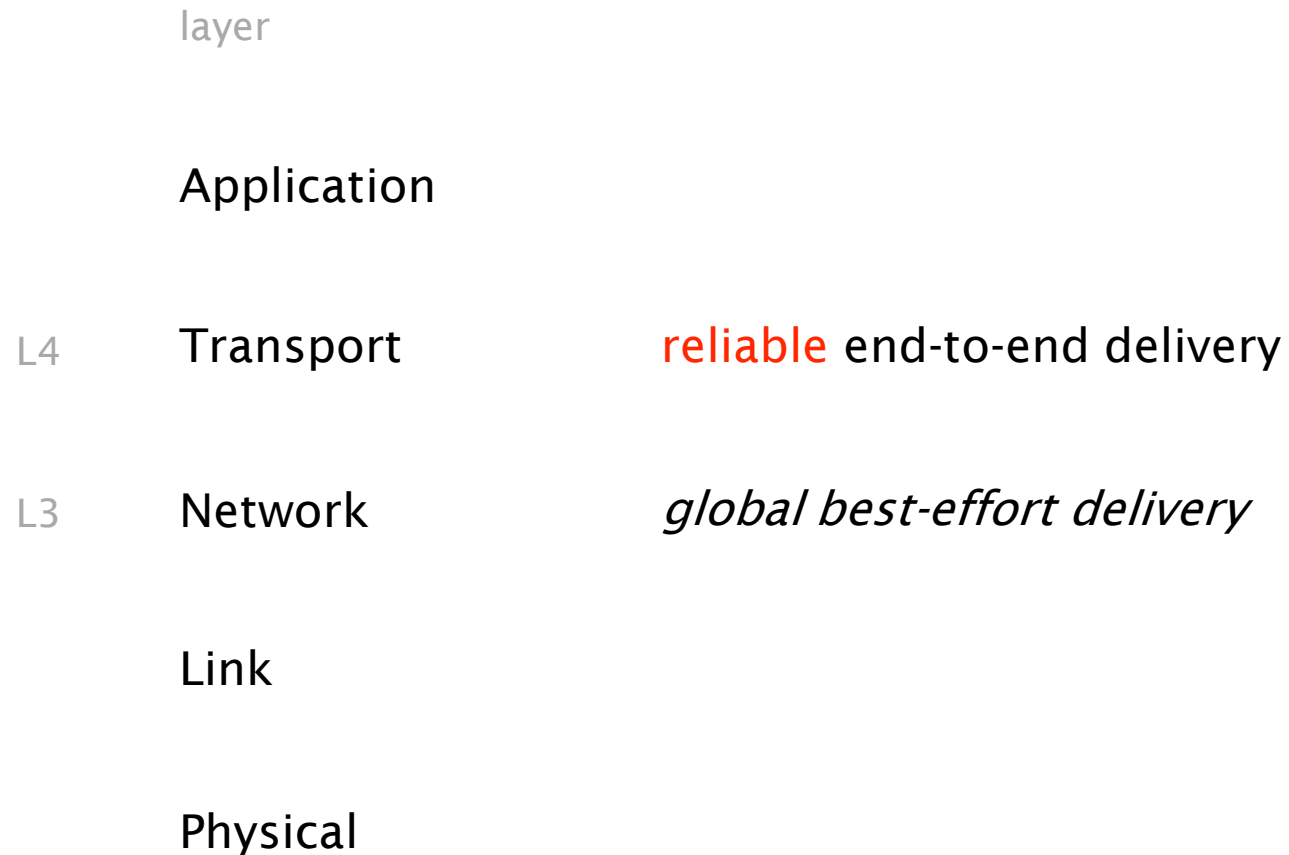 layer
Application
L4 Transport reliable end-to-end delivery
L3 Network global best-effort delivery
Link
Physical